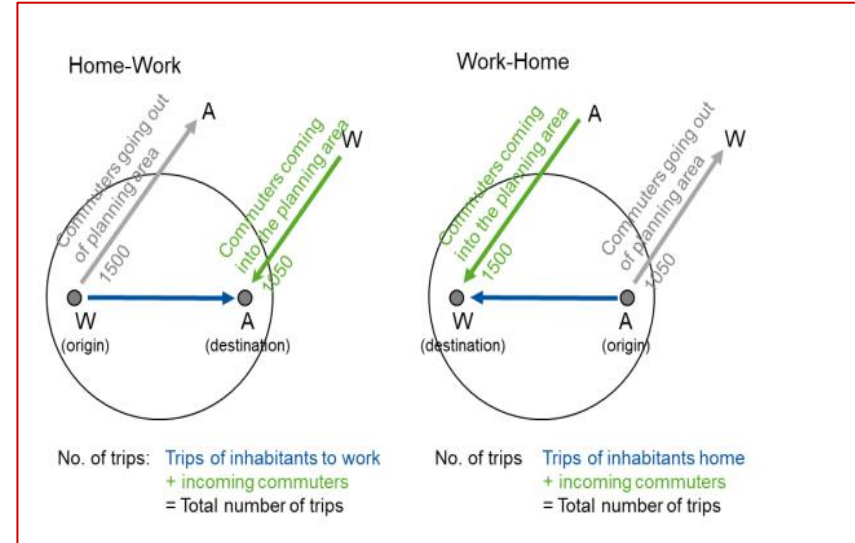 Home-Work
Commuters going out
of planning area
1500
A
Commuters coming
into the planning area
1050
W
W
(origin)
A
(destination)
No. of trips: Trips of inhabitants to work
+ incoming commuters
= Total number of trips
Work-Home
Commuters coming
into the planning area
1500
A
Commuters going out
of planning area
1050
W
W
(destination)
A
(origin)
No. of trips Trips of inhabitants home
+ incoming commuters
= Total number of trips